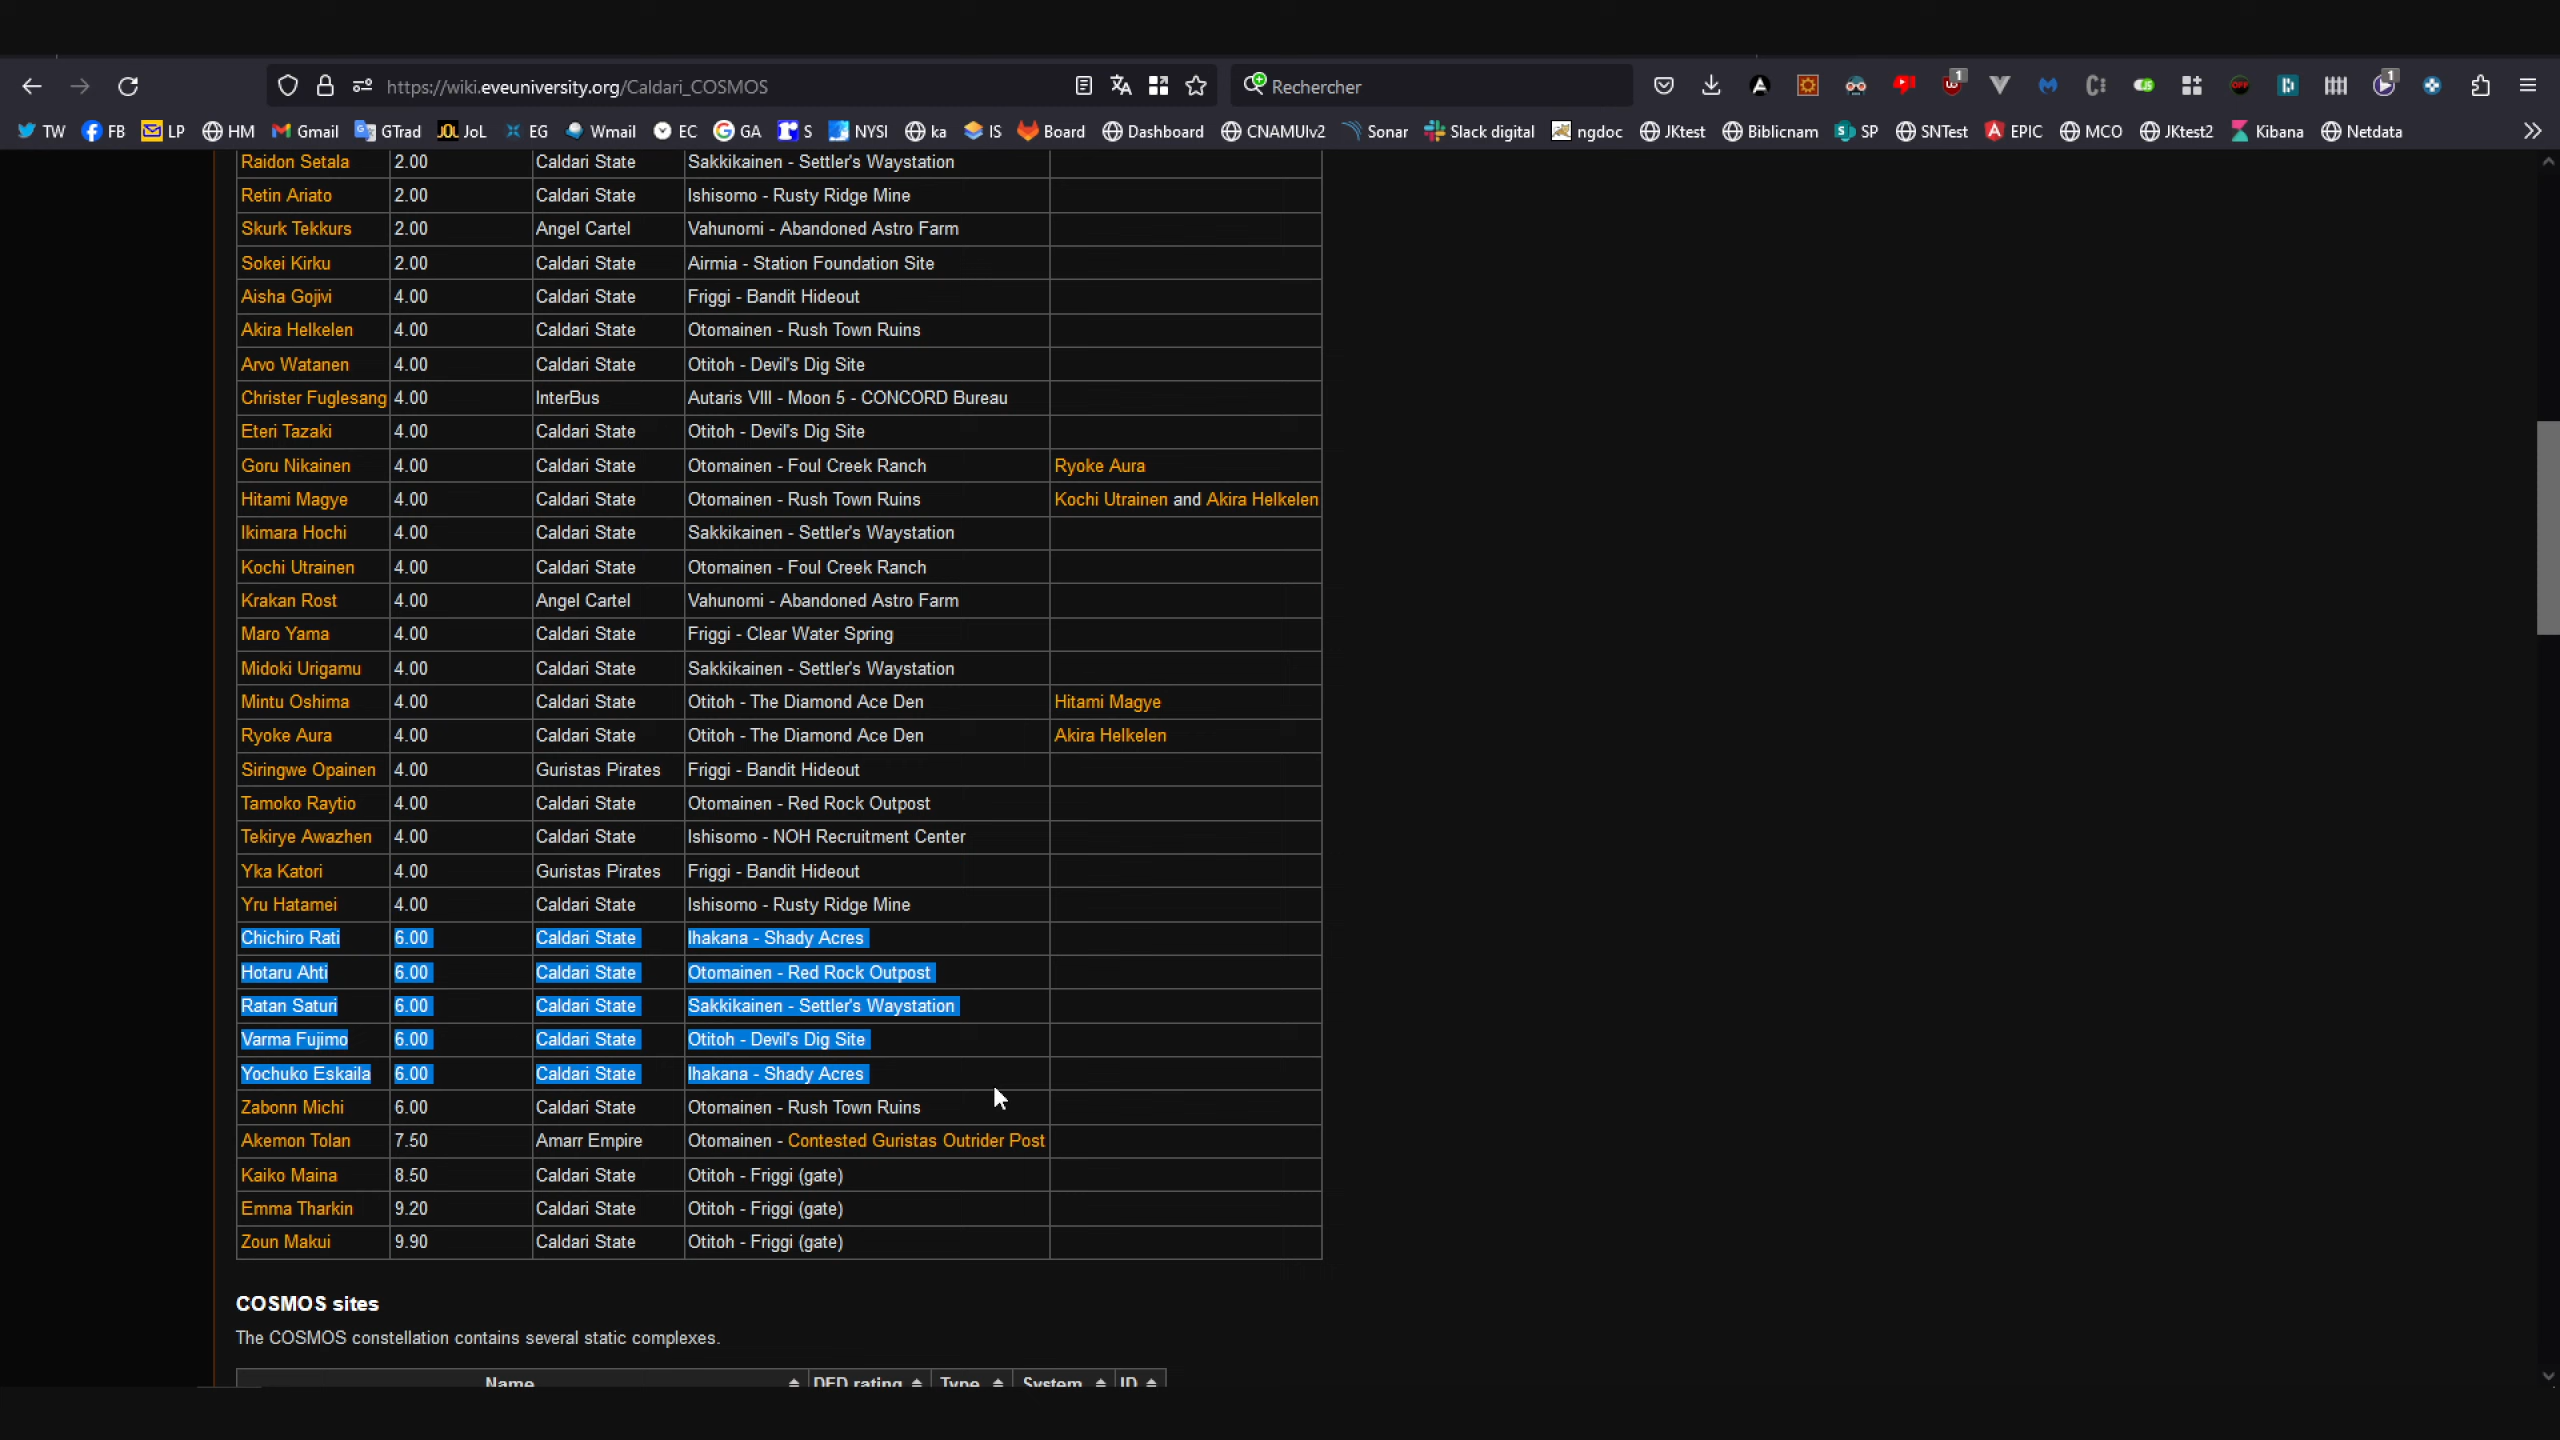 https://wiki.eveuniversity.org/Caldari_COSMOS
Rechercher
1
1
TW FB LP HM Gmail GTrad JoL EG Wmail EC GA S NYSI ka IS Board Dashboard CNAMUIv2 Sonar Slack digital ngdoc JKtest Biblicnam SP SNTest EPIC MCO JKtest2 Kibana Netdata
Raidon Setala 2.00 Caldari State Sakkikainen - Settler's Waystation
Retin Ariato 2.00 Caldari State Ishisomo - Rusty Ridge Mine
Skurk Tekkurs 2.00 Angel Cartel Vahunomi - Abandoned Astro Farm
Sokei Kirku 2.00 Caldari State Airmia - Station Foundation Site
Aisha Gojivi 4.00 Caldari State Friggi - Bandit Hideout
Akira Helkelen 4.00 Caldari State Otomainen - Rush Town Ruins
Arvo Watanen 4.00 Caldari State Otitoh - Devil's Dig Site
Christer Fuglesang 4.00 InterBus Autaris VIII - Moon 5 - CONCORD Bureau
Eteri Tazaki 4.00 Caldari State Otitoh - Devil's Dig Site
Goru Nikainen 4.00 Caldari State Otomainen - Foul Creek Ranch Ryoke Aura
Hitami Magye 4.00 Caldari State Otomainen - Rush Town Ruins Kochi Utrainen and Akira Helkelen
Ikimara Hochi 4.00 Caldari State Sakkikainen - Settler's Waystation
Kochi Utrainen 4.00 Caldari State Otomainen - Foul Creek Ranch
Krakan Rost 4.00 Angel Cartel Vahunomi - Abandoned Astro Farm
Maro Yama 4.00 Caldari State Friggi - Clear Water Spring
Midoki Urigamu 4.00 Caldari State Sakkikainen - Settler's Waystation
Mintu Oshima 4.00 Caldari State Otitoh - The Diamond Ace Den Hitami Magye
Ryoke Aura 4.00 Caldari State Otitoh - The Diamond Ace Den Akira Helkelen
Siringwe Opainen 4.00 Guristas Pirates Friggi - Bandit Hideout
Tamoko Raytio 4.00 Caldari State Otomainen - Red Rock Outpost
Tekirye Awazhen 4.00 Caldari State Ishisomo - NOH Recruitment Center
Yka Katori 4.00 Guristas Pirates Friggi - Bandit Hideout
Yru Hatamei 4.00 Caldari State Ishisomo - Rusty Ridge Mine
Chichiro Rati 6.00 Caldari State Ihakana - Shady Acres
Hotaru Ahti 6.00 Caldari State Otomainen - Red Rock Outpost
Ratan Saturi 6.00 Caldari State Sakkikainen - Settler's Waystation
Varma Fujimo 6.00 Caldari State Otitoh - Devil's Dig Site
Yochuko Eskaila 6.00 Caldari State Ihakana - Shady Acres
Zabonn Michi 6.00 Caldari State Otomainen - Rush Town Ruins
Akemon Tolan 7.50 Amarr Empire Otomainen - Contested Guristas Outrider Post
Kaiko Maina 8.50 Caldari State Otitoh - Friggi (gate)
Emma Tharkin 9.20 Caldari State Otitoh - Friggi (gate)
Zoun Makui 9.90 Caldari State Otitoh - Friggi (gate)
COSMOS sites
The COSMOS constellation contains several static complexes.
Name DED rating Type System ID